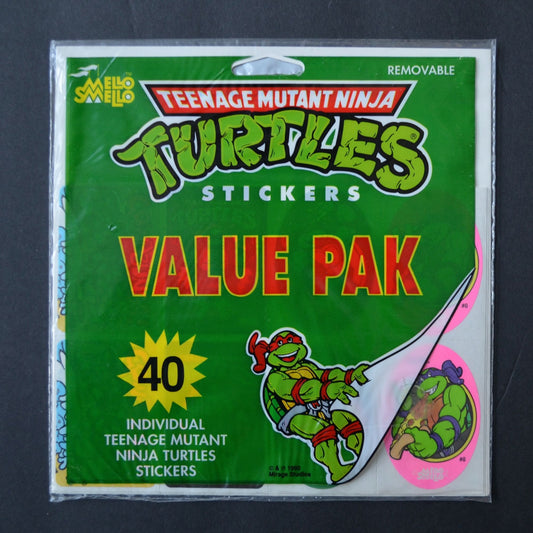 MELLO
SMELLO
™
REMOVABLE
TEENAGE MUTANT NINJA
TURTLES®
STICKERS
VALUE PAK
40
INDIVIDUAL
TEENAGE MUTANT
NINJA TURTLES
STICKERS
Mirage Studios